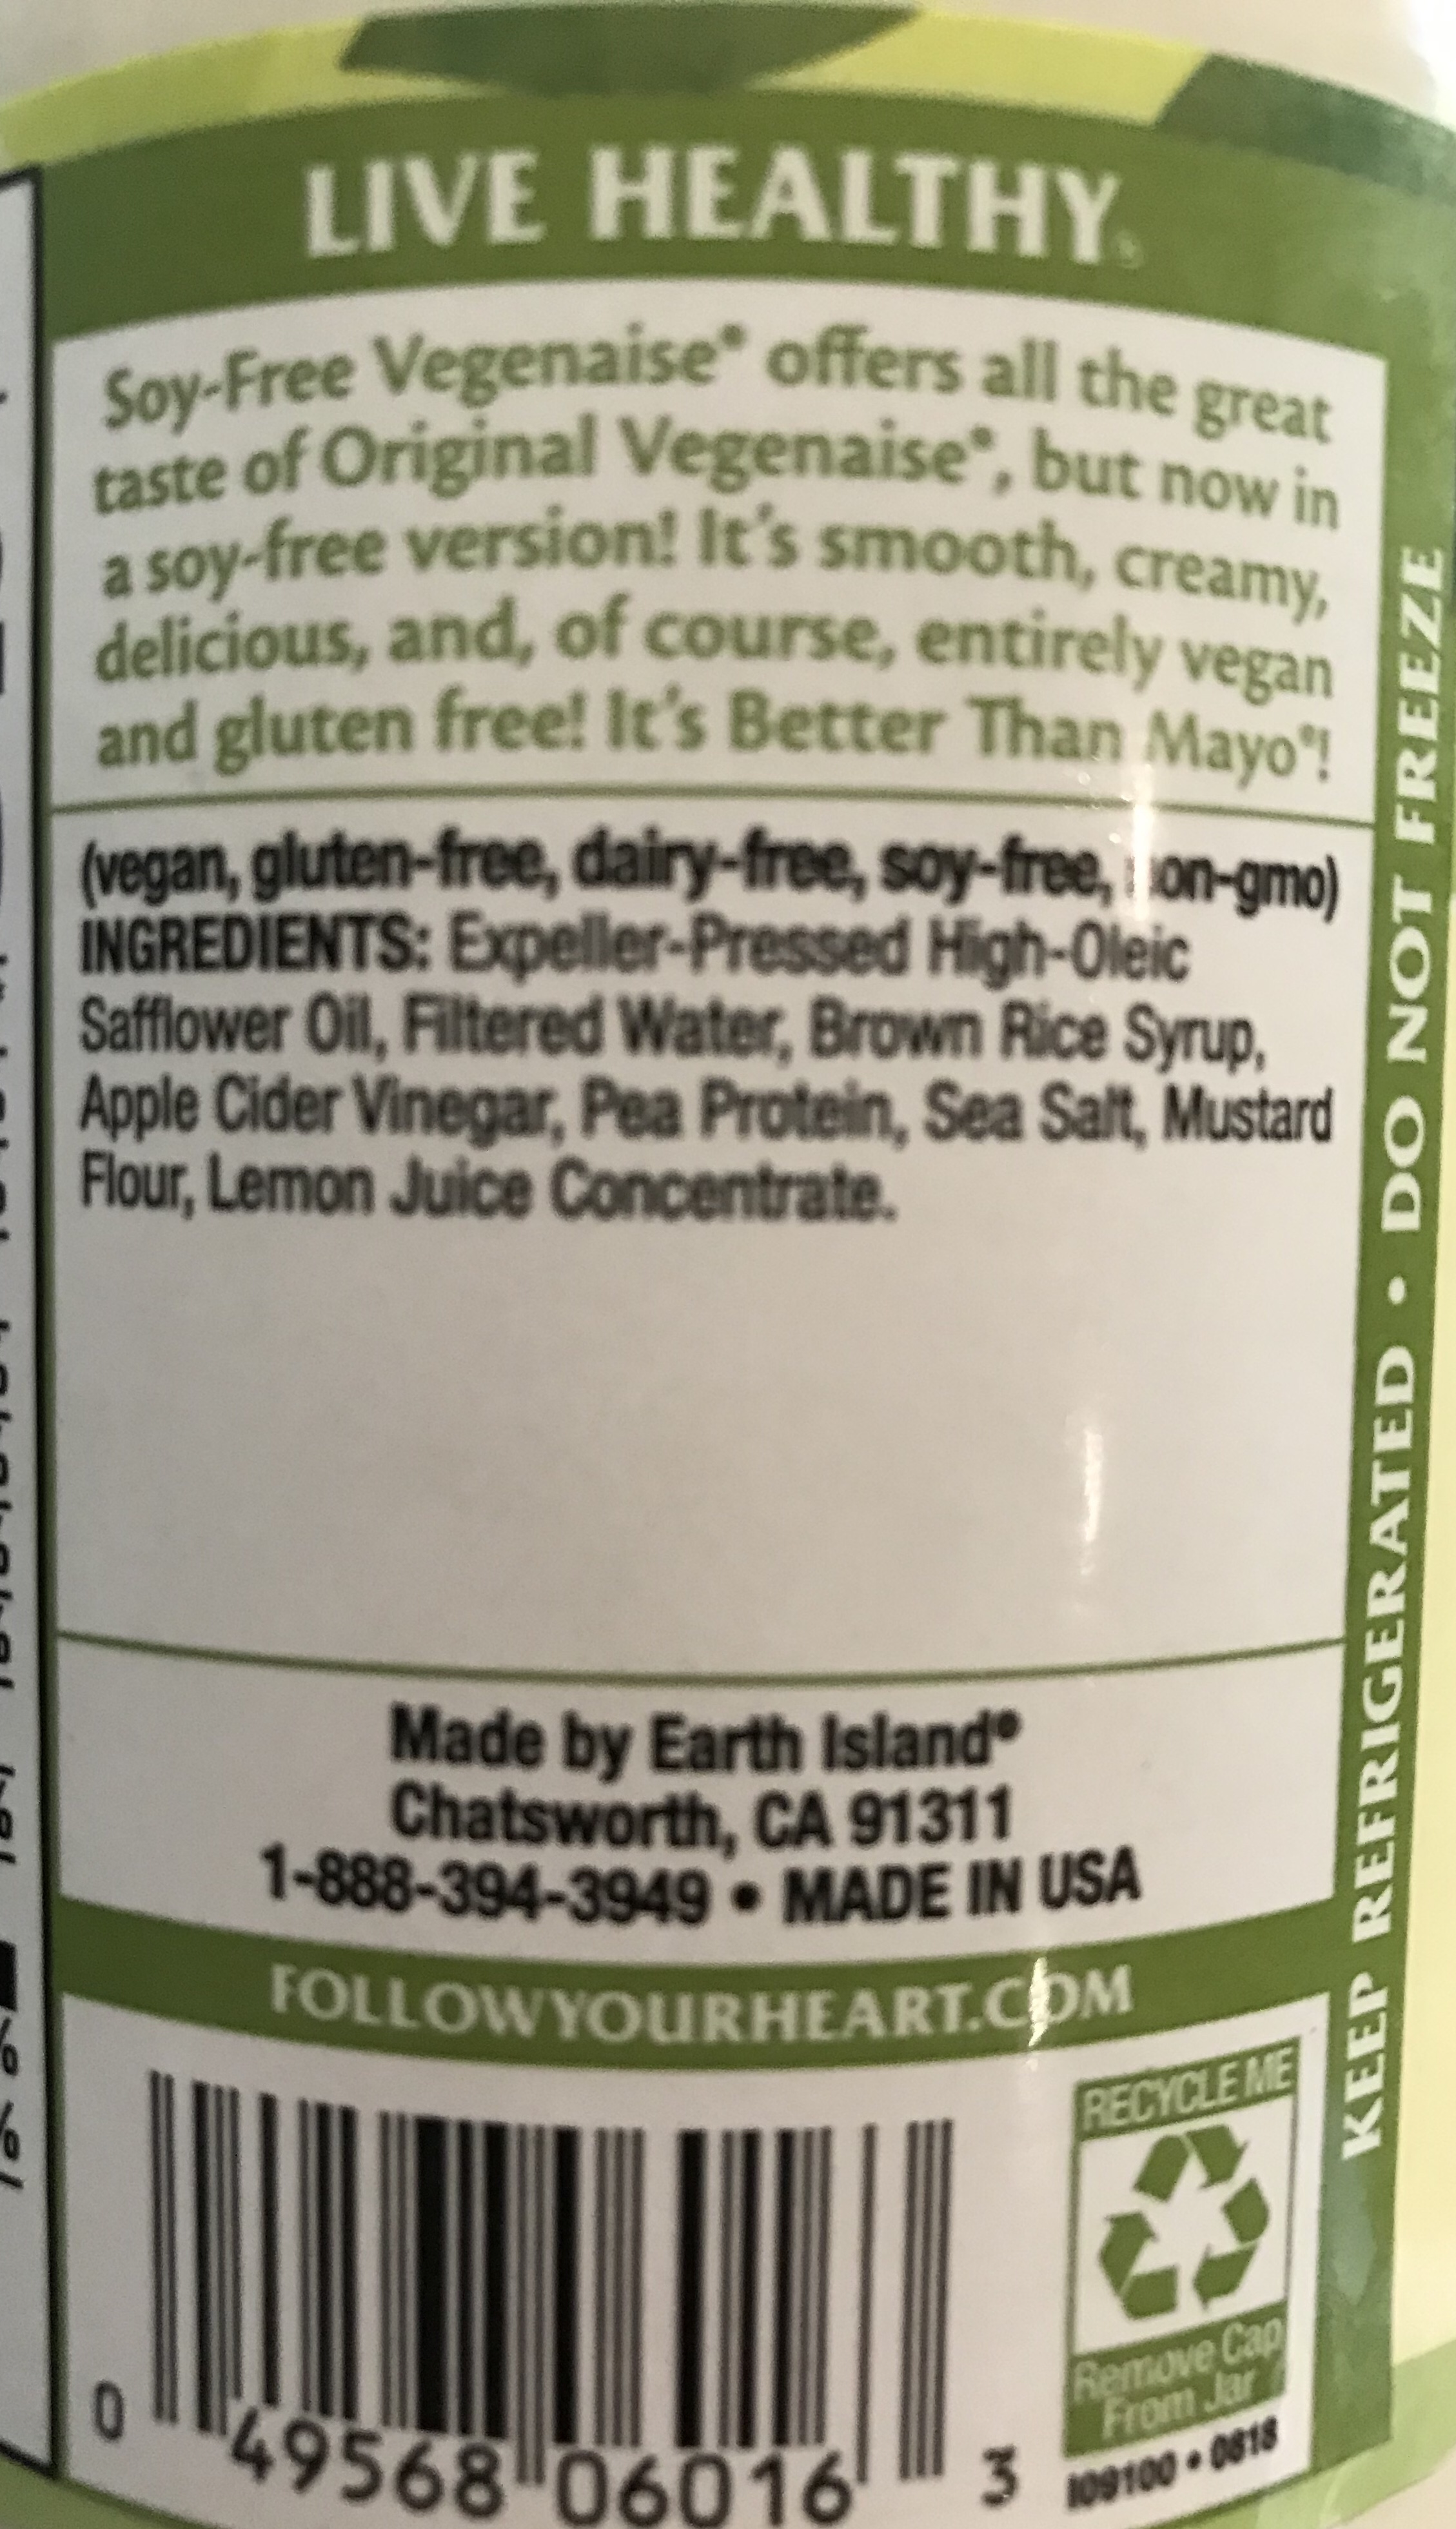 LIVE HEALTHY®
Soy-Free Vegenaise® offers all the great
taste of Original Vegenaise®, but now in
a soy-free version! It's smooth, creamy,
delicious, and, of course, entirely vegan
and gluten free! It's Better Than Mayo®!
(vegan, gluten-free, dairy-free, soy-free, non-gmo)
INGREDIENTS: Expeller-Pressed High-Oleic
Safflower Oil, Filtered Water, Brown Rice Syrup,
Apple Cider Vinegar, Pea Protein, Sea Salt, Mustard
Flour, Lemon Juice Concentrate.
Made by Earth Island®
Chatsworth, CA 91311
1-888-394-3949 • MADE IN USA
FOLLOWYOURHEART.COM
RECYCLE ME
Remove Cap
From Jar
I09100 • 0818
0 49568 06016 3
KEEP REFRIGERATED • DO NOT FREEZE